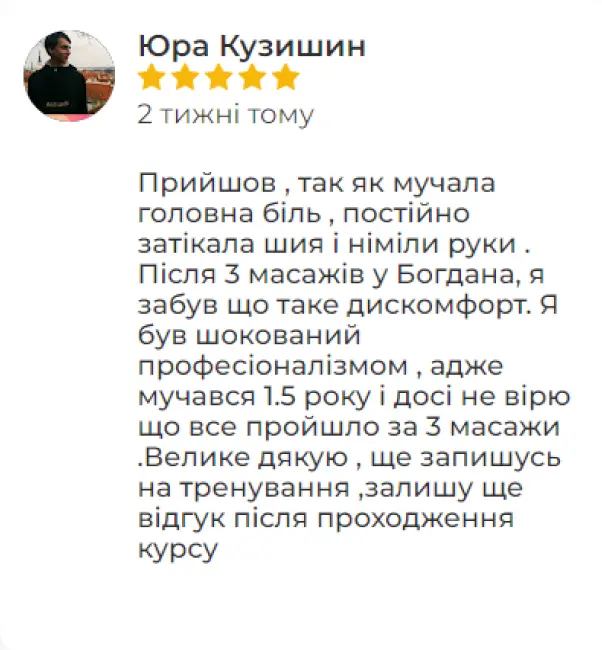 Юра Кузишин
2 тижні тому
Прийшов , так як мучала
головна біль , постійно
затікала шия і німіли руки .
Після 3 масажів у Богдана, я
забув що таке дискомфорт. Я
був шокований
професіоналізмом , адже
мучався 1.5 року і досі не вірю
що все пройшло за 3 масажи
.Велике дякую , ще запишусь
на тренування ,залишу ще
відгук після проходження
курсу